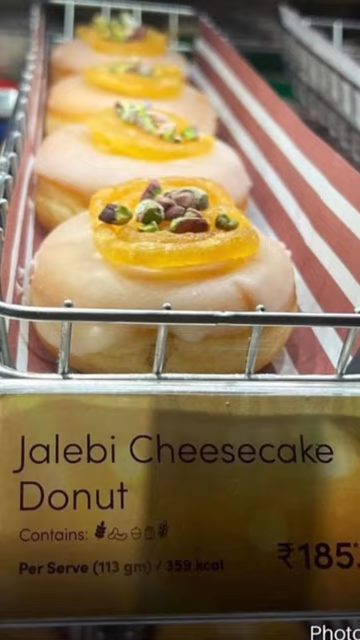 Jalebi Cheesecake
Donut
Contains:
Per Serve (113 gm) / 359 kcal
₹185
Photo